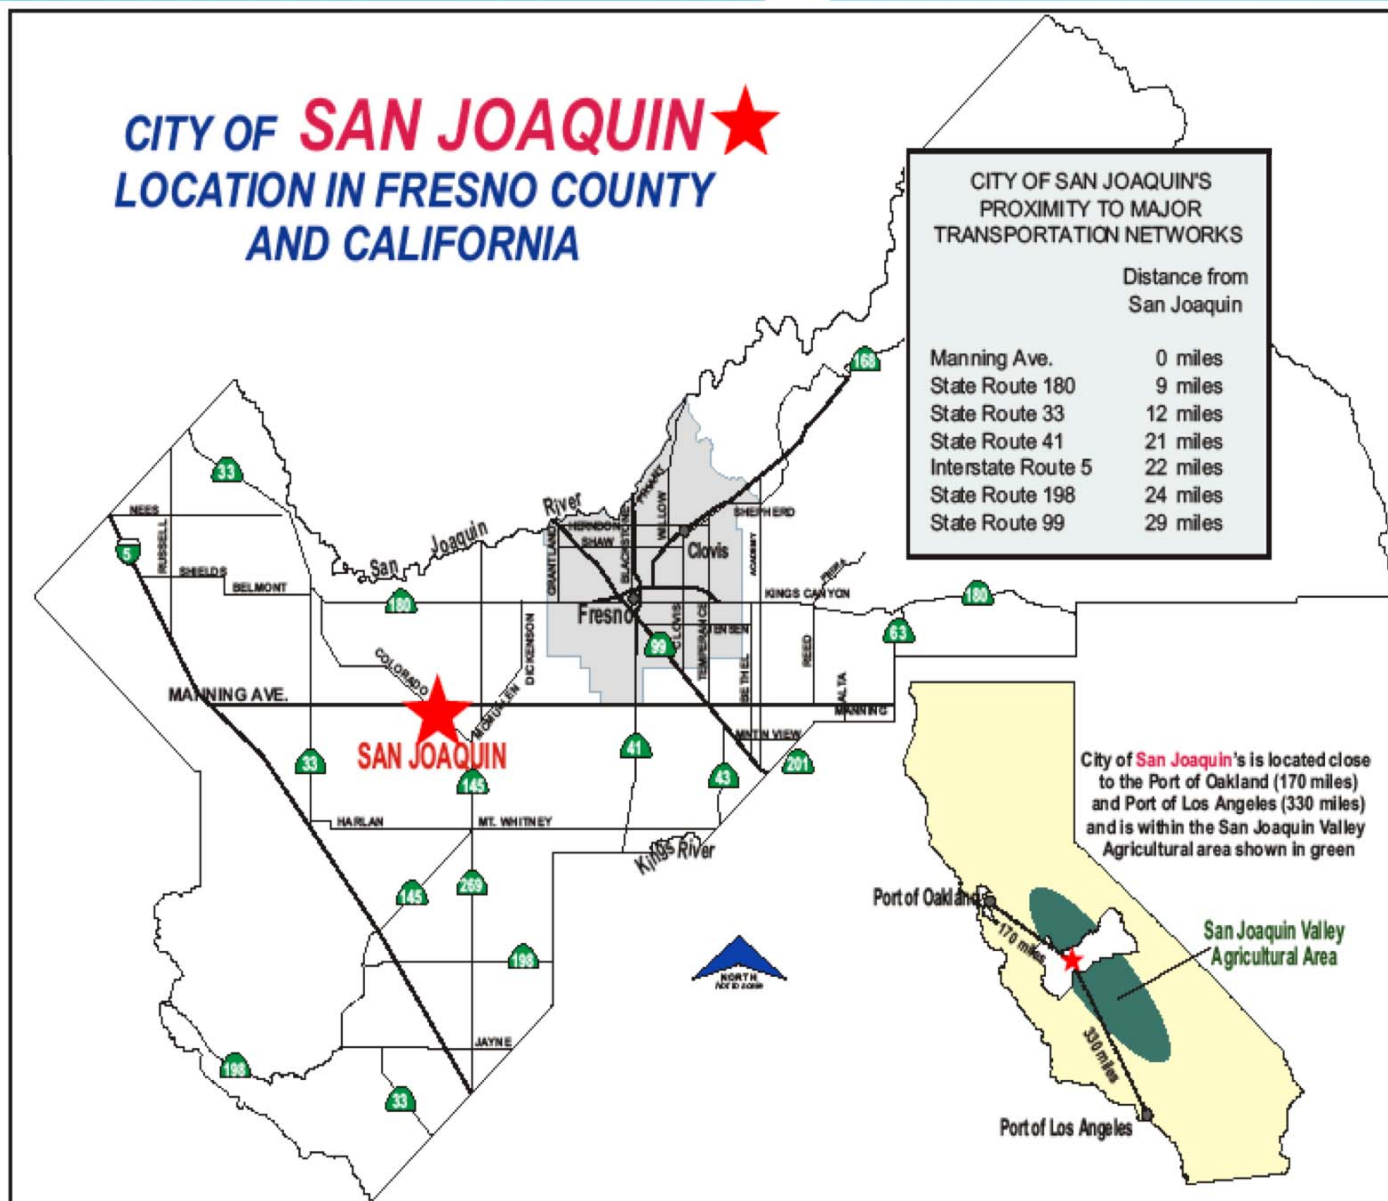 CITY OF SAN JOAQUIN
LOCATION IN FRESNO COUNTY
AND CALIFORNIA
CITY OF SAN JOAQUIN'S
PROXIMITY TO MAJOR
TRANSPORTATION NETWORKS
Distance from
San Joaquin
Manning Ave. 0 miles
State Route 180 9 miles
State Route 33 12 miles
State Route 41 21 miles
Interstate Route 5 22 miles
State Route 198 24 miles
State Route 99 29 miles
168
33
NEES
RUSSELL
5
SHIELDS
BELMONT
San Joaquin River
180
GRANTLAND
HERNDON
SHAW
BLACKSTONE
FRIANT
WILLOW
SHEPHERD
Clovis
ACADEMY
KINGS CANYON
180
63
Fresno
99
CLOVIS
TEMPERANCE
JENSEN
BETHEL
REED
ALTA
MANNING
DICKENSON
COLORADO
MCMULLEN
MANNING AVE.
SAN JOAQUIN
33
145
41
43
MNT'N VIEW
201
HARLAN
MT. WHITNEY
Kings River
145
269
198
JAYNE
198
33
NORTH
not to scale
City of San Joaquin's is located close
to the Port of Oakland (170 miles)
and Port of Los Angeles (330 miles)
and is within the San Joaquin Valley
Agricultural area shown in green
Port of Oakland
170 miles
San Joaquin Valley
Agricultural Area
330 miles
Port of Los Angeles